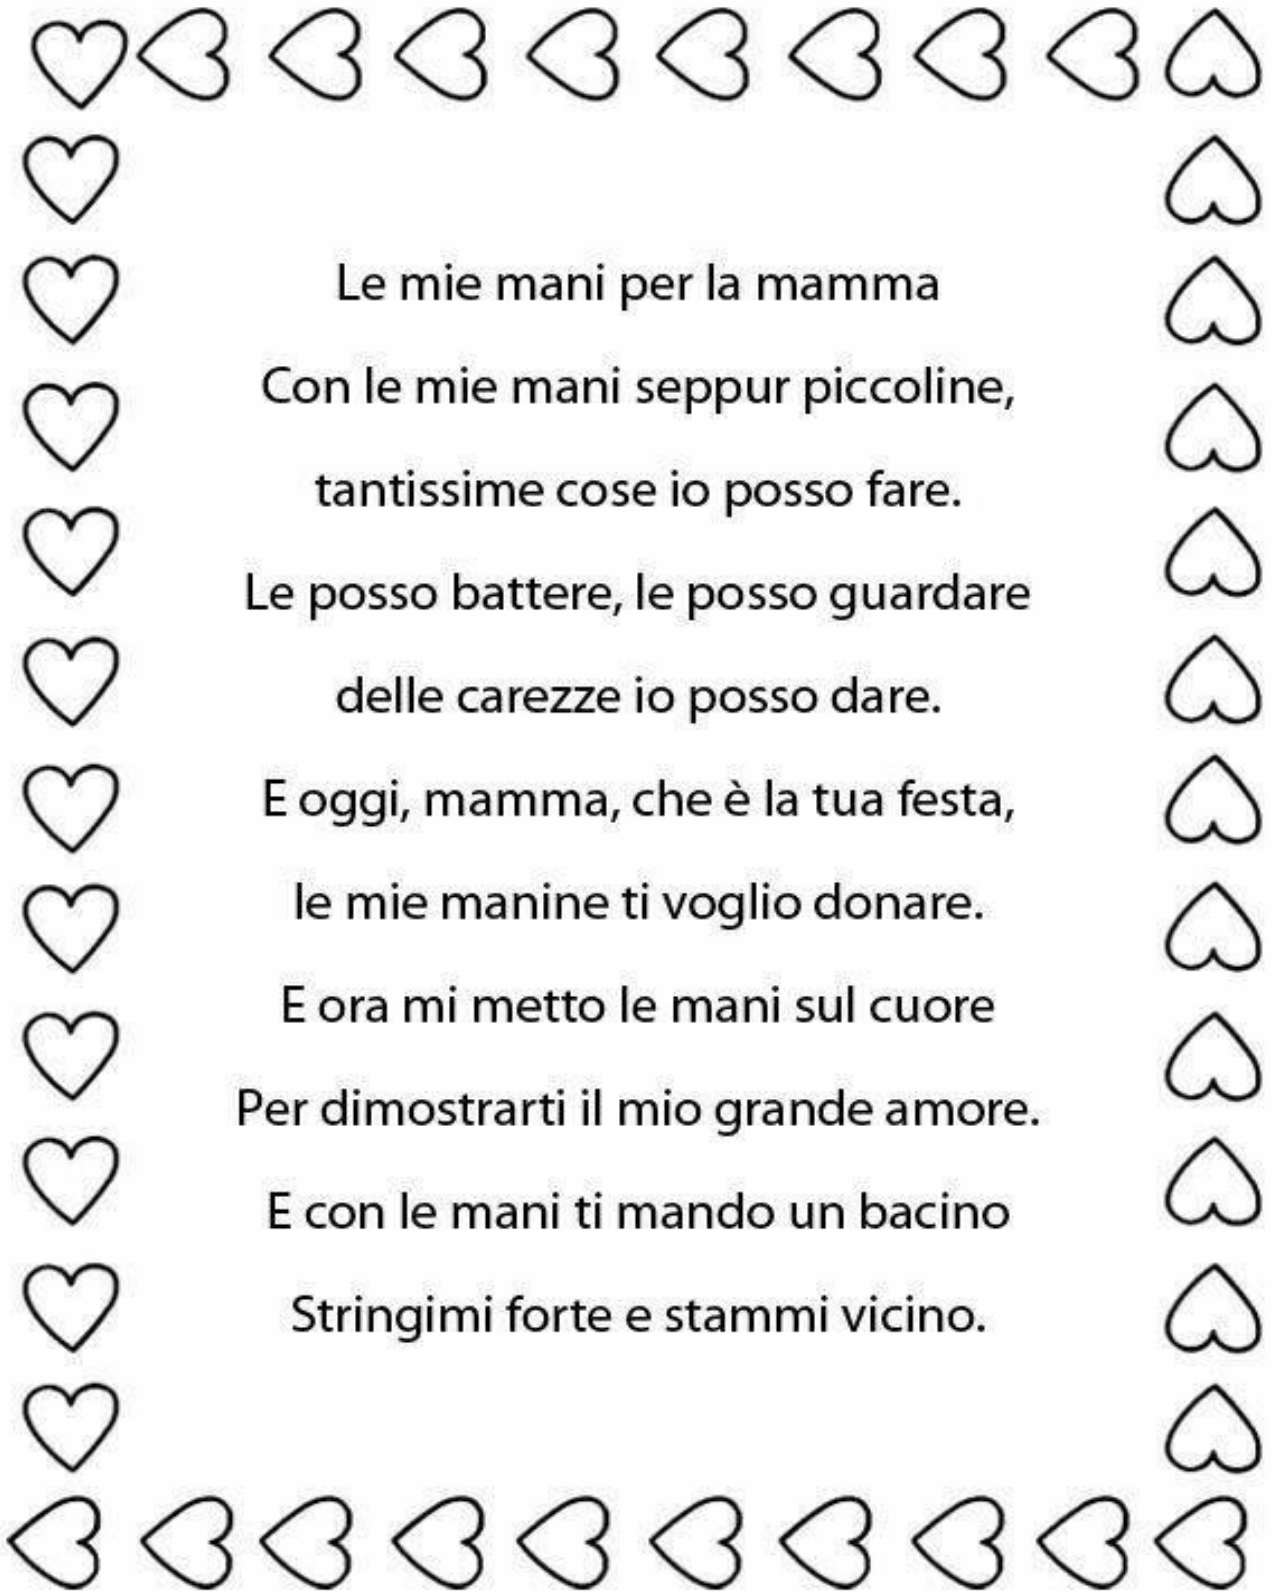 Le mie mani per la mamma
Con le mie mani seppur piccoline,
tantissime cose io posso fare.
Le posso battere, le posso guardare
delle carezze io posso dare.
E oggi, mamma, che è la tua festa,
le mie manine ti voglio donare.
E ora mi metto le mani sul cuore
Per dimostrarti il mio grande amore.
E con le mani ti mando un bacino
Stringimi forte e stammi vicino.